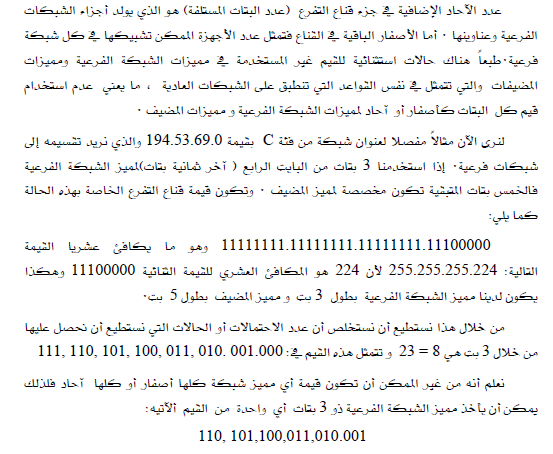 عدد الآحاد الإضافية في جزء قناع التفرع (عدد البتات المستلفة) هو الذي يولد أجزاء الشبكات
الفرعية وعناوينها . أما الأصفار الباقية في القناع فتمثل عدد الأجهزة الممكن تشبيكها في كل شبكة
فرعية.طبعاً هناك حالات استثنائية للقيم غير المستخدمة في مميزات الشبكة الفرعية ومميزات
المضيفات والتي تتمثل في نفس القواعد التي تنطبق على الشبكات العادية ، ما يعني عدم استخدام
قيم كل البتات كأصفار أو آحاد لمميزات الشبكة الفرعية و مميزات المضيف .
لنرى الآن مثالاً مفصلا لعنوان شبكة من فئة C بقيمة 194.53.69.0 والذي نريد تقسيمه إلى
شبكات فرعية. إذا استخدمنا 3 بتات من البايت الرابع ( آخر ثمانية بتات)لمميز الشبكة الفرعية
فالخمس بتات المتبقية تكون مخصصة لمميز المضيف . وتكون قيمة قناع التفرع الخاصة بهذه الحالة
كما يلي:
11111111.11111111.11111111.11100000 وهو ما يكافئ عشريا القيمة
التالية: 255.255.255.224 لأن 224 هو المكافئ العشري للقيمة الثنائية 11100000 وهكذا
يكون لدينا مميز الشبكة الفرعية بطول 3 بت و مميز المضيف بطول 5 بت.
من خلال هذا نستطيع أن نستخلص أن عدد الاحتمالات أو الحالات التي نستطيع أن نحصل عليها
من خلال 3 بت هي 8 = 23 و تتمثل هذه القيم في: 111, 110, 101, 100, 011, 010. 001.000
نعلم أنه من غير الممكن أن تكون قيمة أي مميز شبكة كلها أصفار أو كلها آحاد فلذلك
يمكن أن يأخذ مميز الشبكة الفرعية ذو 3 بتات أي واحدة من القيم الآتيه:
110, 101,100,011,010.001